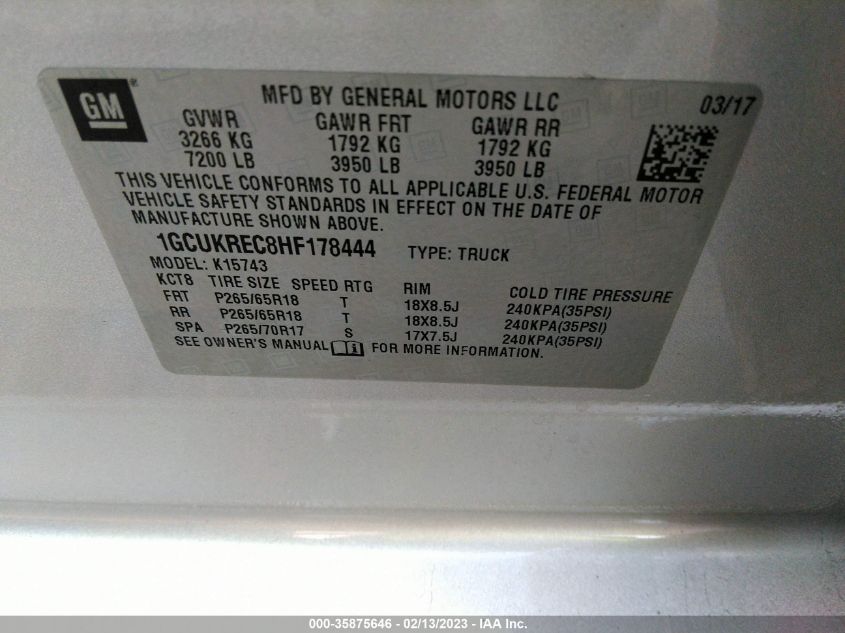 GM ®
MFD BY GENERAL MOTORS LLC 03/17
GVWR GAWR FRT GAWR RR
3266 KG 1792 KG 1792 KG
7200 LB 3950 LB 3950 LB
THIS VEHICLE CONFORMS TO ALL APPLICABLE U.S. FEDERAL MOTOR
VEHICLE SAFETY STANDARDS IN EFFECT ON THE DATE OF
MANUFACTURE SHOWN ABOVE.
1GCUKREC8HF178444 TYPE: TRUCK
MODEL: K15743
KCT8 TIRE SIZE SPEED RTG RIM COLD TIRE PRESSURE
FRT P265/65R18 T 18X8.5J 240KPA(35PSI)
RR P265/65R18 T 18X8.5J 240KPA(35PSI)
SPA P265/70R17 S 17X7.5J 240KPA(35PSI)
SEE OWNER'S MANUAL FOR MORE INFORMATION.
000-35875646 - 02/13/2023 - IAA Inc.